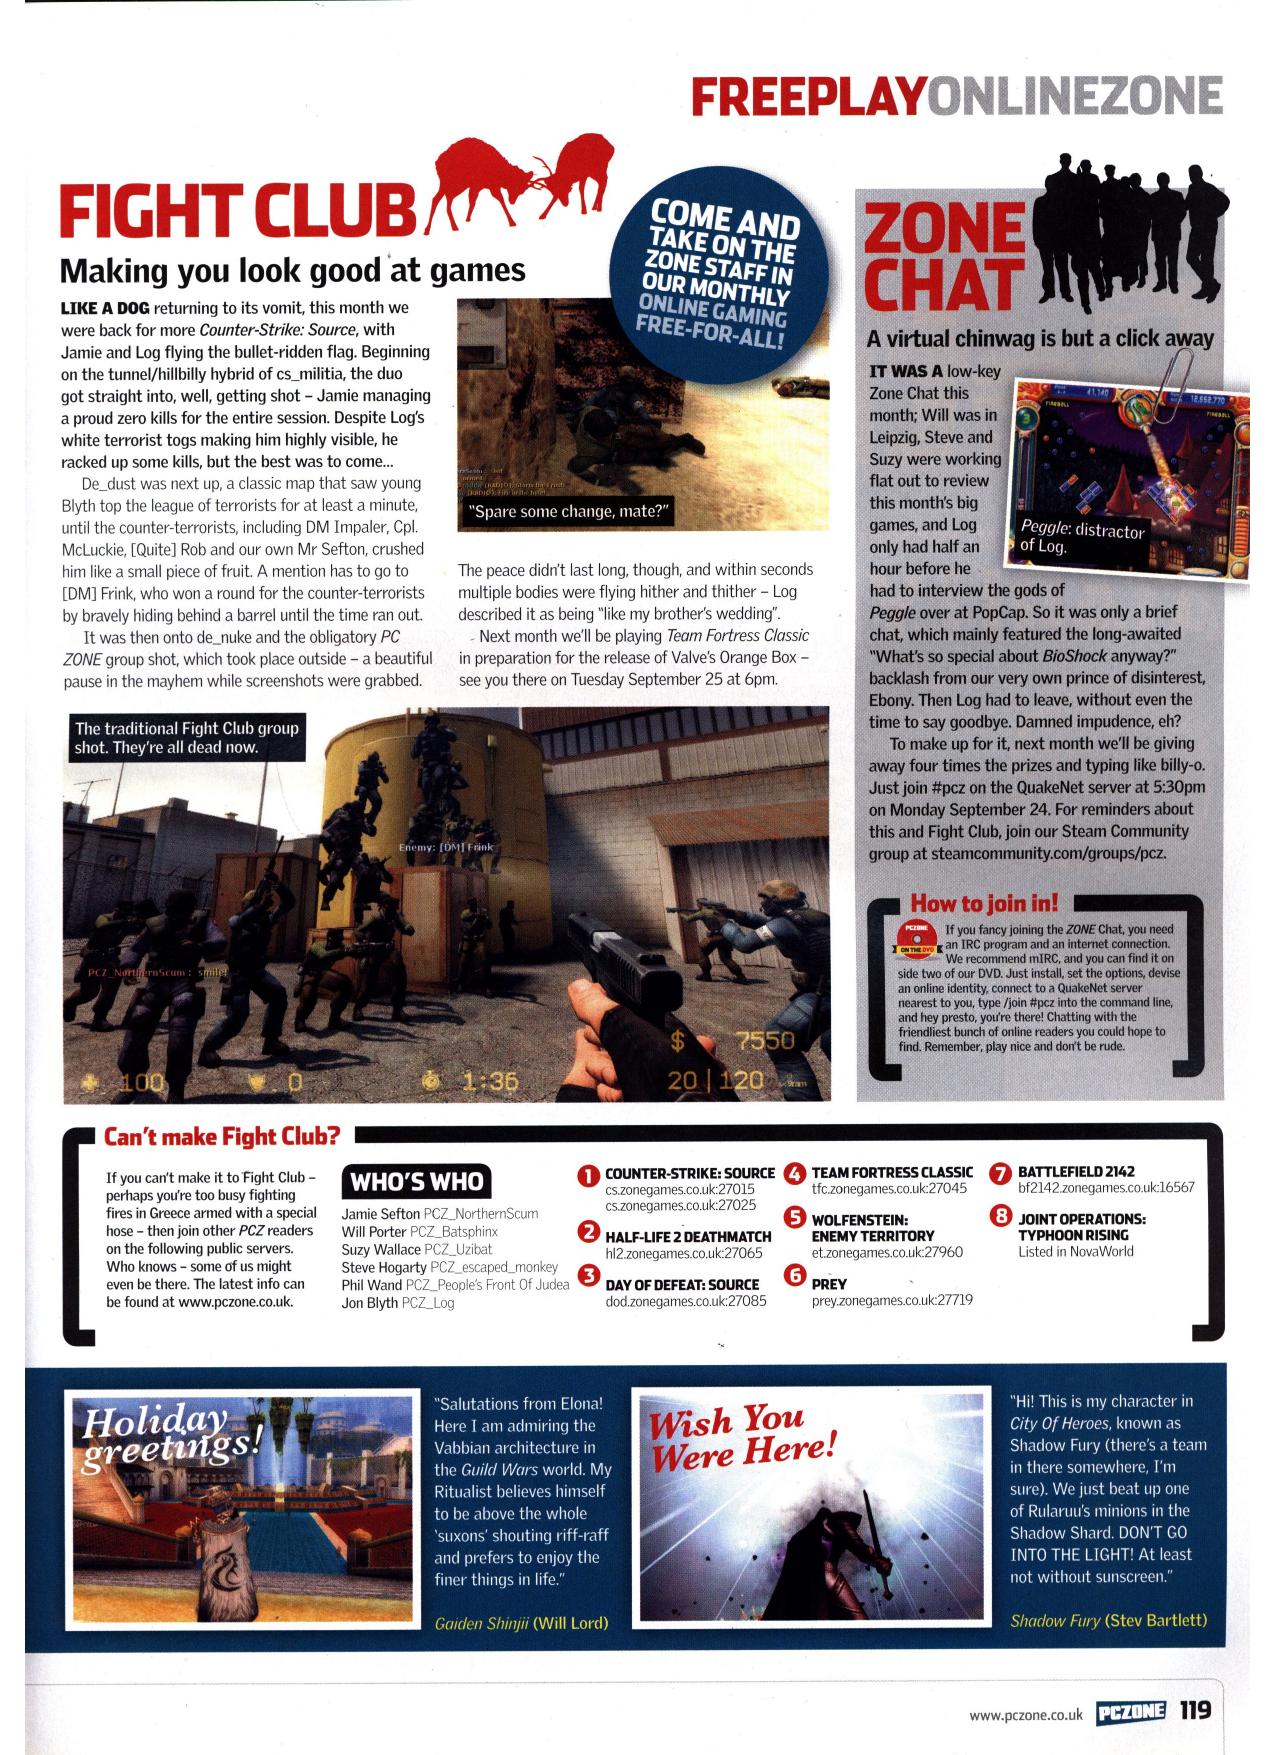 FREEPLAYONLINEZONE
FIGHT CLUB
Making you look good at games
LIKE A DOG returning to its vomit, this month we
were back for more Counter-Strike: Source, with
Jamie and Log flying the bullet-ridden flag. Beginning
on the tunnel/hillbilly hybrid of cs_militia, the duo
got straight into, well, getting shot – Jamie managing
a proud zero kills for the entire session. Despite Log's
white terrorist togs making him highly visible, he
racked up some kills, but the best was to come...
De_dust was next up, a classic map that saw young
Blyth top the league of terrorists for at least a minute,
until the counter-terrorists, including DM Impaler, Cpl.
McLuckie, [Quite] Rob and our own Mr Sefton, crushed
him like a small piece of fruit. A mention has to go to
[DM] Frink, who won a round for the counter-terrorists
by bravely hiding behind a barrel until the time ran out.
It was then onto de_nuke and the obligatory PC
ZONE group shot, which took place outside – a beautiful
pause in the mayhem while screenshots were grabbed.
COME AND
TAKE ON THE
ZONE STAFF IN
OUR MONTHLY
ONLINE GAMING
FREE-FOR-ALL!
"Spare some change, mate?"
The peace didn't last long, though, and within seconds
multiple bodies were flying hither and thither – Log
described it as being "like my brother's wedding".
Next month we'll be playing Team Fortress Classic
in preparation for the release of Valve's Orange Box –
see you there on Tuesday September 25 at 6pm.
The traditional Fight Club group
shot. They're all dead now.
Enemy: [DM] Frink
PCZ_NorthernScum : smile!
$ 7550
100 0 1:36 20 | 120
ZONE
CHAT
A virtual chinwag is but a click away
IT WAS A low-key
Zone Chat this
month; Will was in
Leipzig, Steve and
Suzy were working
flat out to review
this month's big
games, and Log
only had half an
hour before he
had to interview the gods of
Peggle over at PopCap. So it was only a brief
chat, which mainly featured the long-awaited
"What's so special about BioShock anyway?"
backlash from our very own prince of disinterest,
Ebony. Then Log had to leave, without even the
time to say goodbye. Damned impudence, eh?
To make up for it, next month we'll be giving
away four times the prizes and typing like billy-o.
Just join #pcz on the QuakeNet server at 5:30pm
on Monday September 24. For reminders about
this and Fight Club, join our Steam Community
group at steamcommunity.com/groups/pcz.
FIREBALL
FIREBALL
Peggle: distractor
of Log.
How to join in!
PCZONE
ON THE DVD
If you fancy joining the ZONE Chat, you need
an IRC program and an internet connection.
We recommend mIRC, and you can find it on
side two of our DVD. Just install, set the options, devise
an online identity, connect to a QuakeNet server
nearest to you, type /join #pcz into the command line,
and hey presto, you're there! Chatting with the
friendliest bunch of online readers you could hope to
find. Remember, play nice and don't be rude.
Can't make Fight Club?
If you can't make it to Fight Club –
perhaps you're too busy fighting
fires in Greece armed with a special
hose – then join other PCZ readers
on the following public servers.
Who knows – some of us might
even be there. The latest info can
be found at www.pczone.co.uk.
WHO'S WHO
Jamie Sefton PCZ_NorthernScum
Will Porter PCZ_Batsphinx
Suzy Wallace PCZ_Uzibat
Steve Hogarty PCZ_escaped_monkey
Phil Wand PCZ_People's Front Of Judea
Jon Blyth PCZ_Log
1 COUNTER-STRIKE: SOURCE
cs.zonegames.co.uk:27015
cs.zonegames.co.uk:27025
2 HALF-LIFE 2 DEATHMATCH
hl2.zonegames.co.uk:27065
3 DAY OF DEFEAT: SOURCE
dod.zonegames.co.uk:27085
4 TEAM FORTRESS CLASSIC
tfc.zonegames.co.uk:27045
5 WOLFENSTEIN:
ENEMY TERRITORY
et.zonegames.co.uk:27960
6 PREY
prey.zonegames.co.uk:27719
7 BATTLEFIELD 2142
bf2142.zonegames.co.uk:16567
8 JOINT OPERATIONS:
TYPHOON RISING
Listed in NovaWorld
Holiday
greetings!
"Salutations from Elona!
Here I am admiring the
Vabbian architecture in
the Guild Wars world. My
Ritualist believes himself
to be above the whole
'suxons' shouting riff-raff
and prefers to enjoy the
finer things in life."
Gaiden Shinjii (Will Lord)
Wish You
Were Here!
"Hi! This is my character in
City Of Heroes, known as
Shadow Fury (there's a team
in there somewhere, I'm
sure). We just beat up one
of Rularuu's minions in the
Shadow Shard. DON'T GO
INTO THE LIGHT! At least
not without sunscreen."
Shadow Fury (Stev Bartlett)
www.pczone.co.uk PCZONE 119